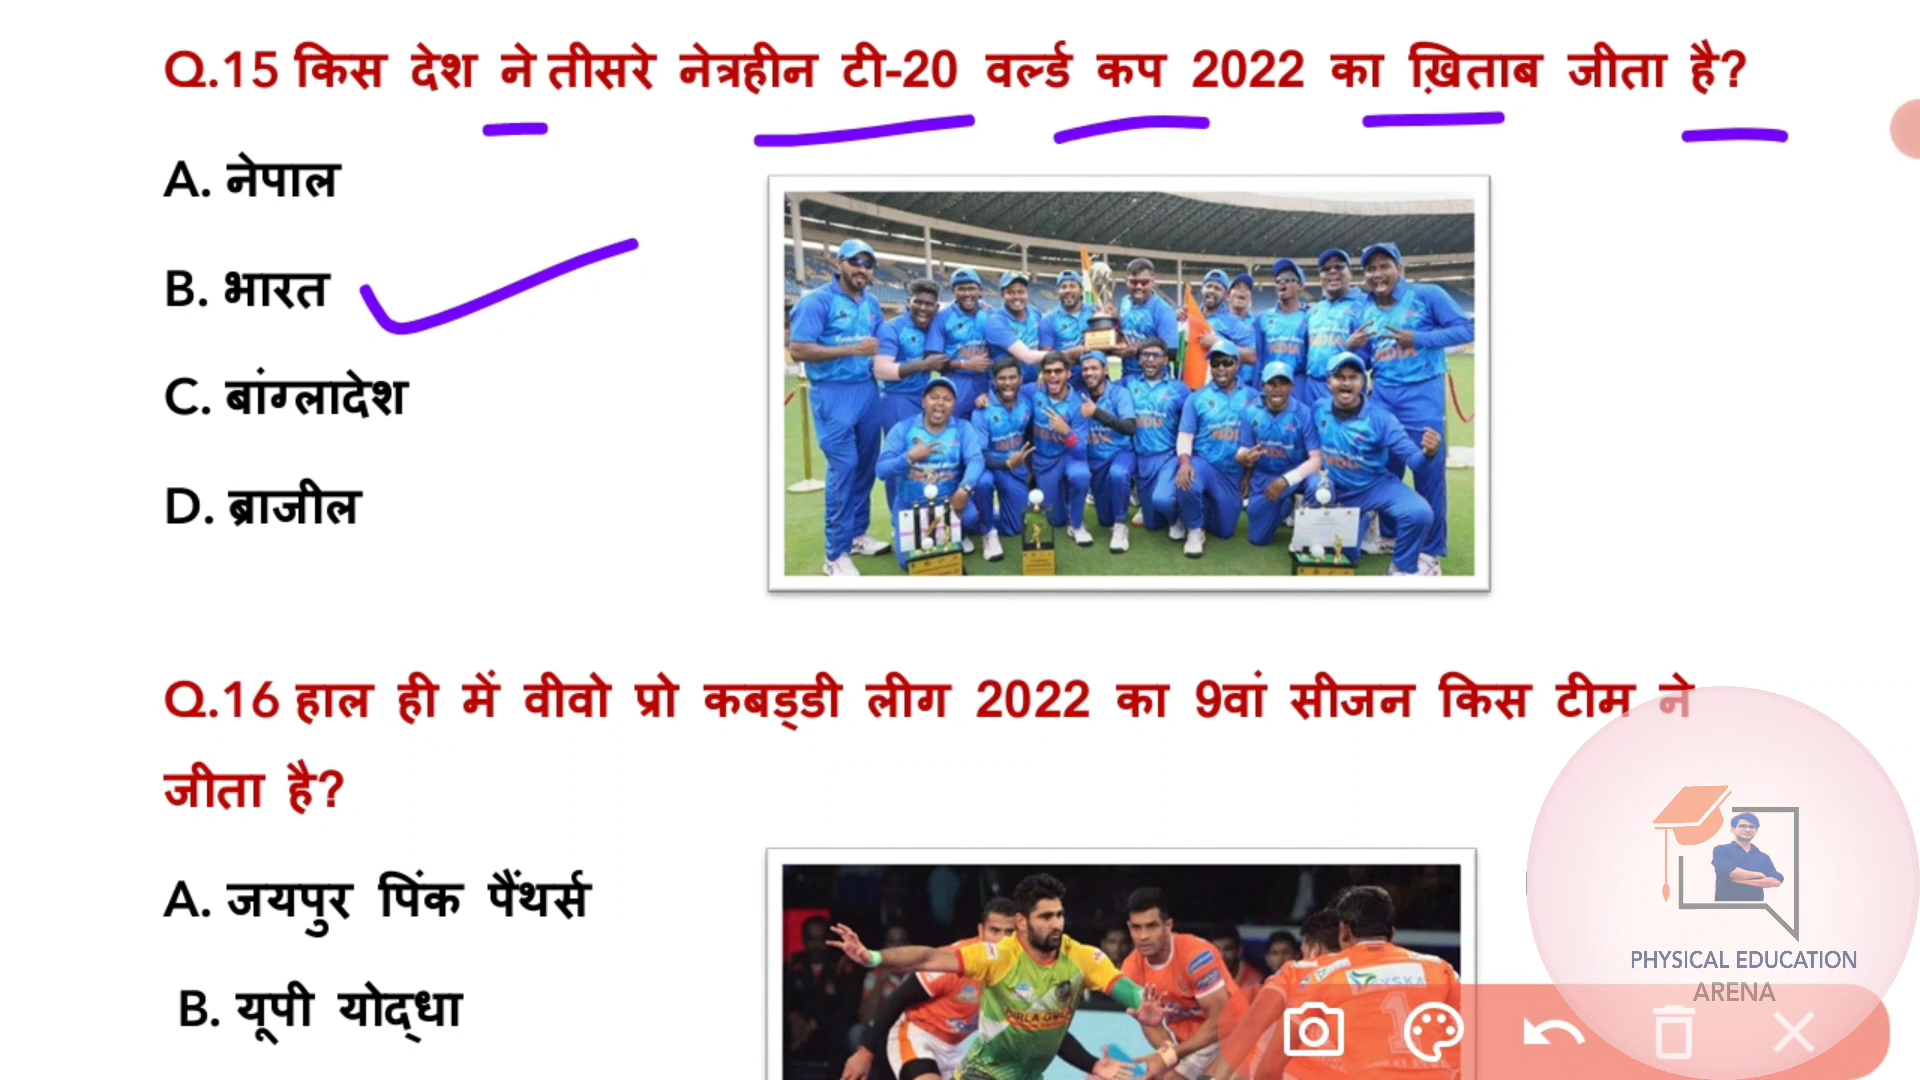 Q.15 किस देश ने तीसरे नेत्रहीन टी-20 वर्ल्ड कप 2022 का ख़िताब जीता है?
A. नेपाल
B. भारत
C. बांग्लादेश
D. ब्राजील
Q.16 हाल ही में वीवो प्रो कबड्डी लीग 2022 का 9वां सीजन किस टीम ने
जीता है?
A. जयपुर पिंक पैंथर्स
B. यूपी योद्धा
PHYSICAL EDUCATION
ARENA